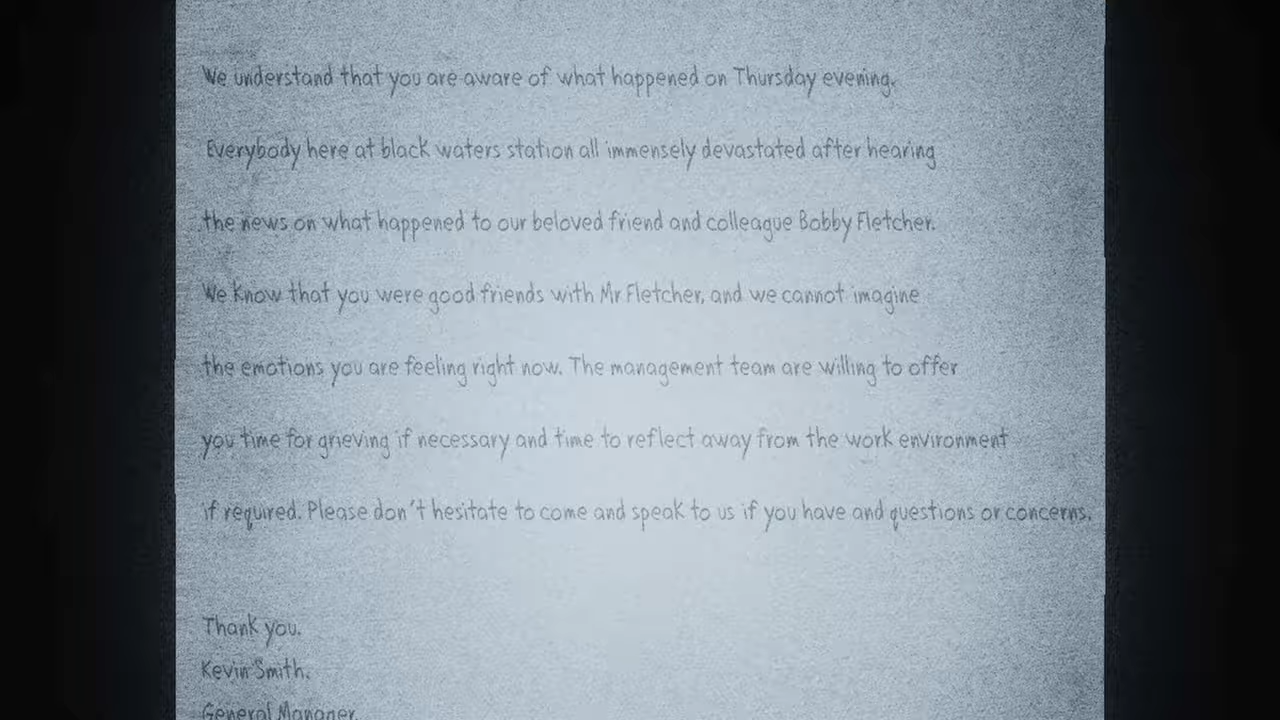 We understand that you are aware of what happened on Thursday evening.
Everybody here at black waters station all immensely devastated after hearing
the news on what happened to our beloved friend and colleague Bobby Fletcher.
We know that you were good friends with Mr Fletcher, and we cannot imagine
the emotions you are feeling right now. The management team are willing to offer
you time for grieving if necessary and time to reflect away from the work environment
if required. Please don't hesitate to come and speak to us if you have and questions or concerns.
Thank you.
Kevin Smith.
General Manager.